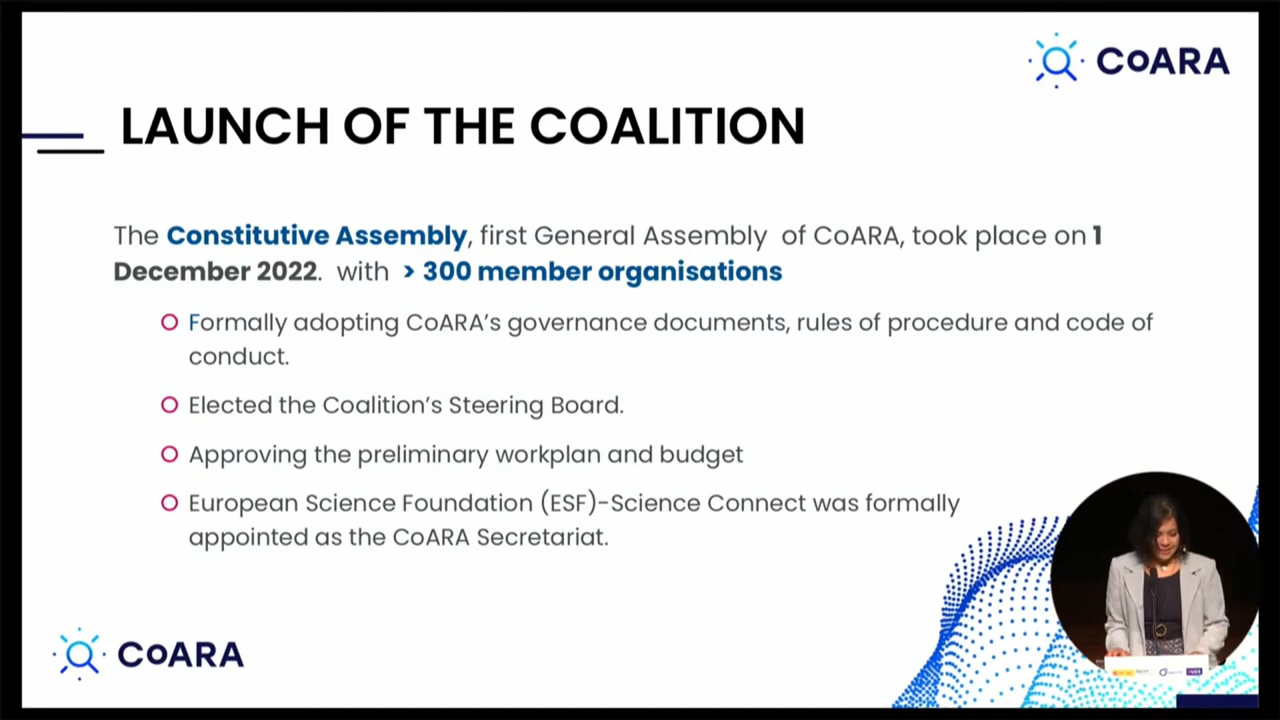 CoARA
LAUNCH OF THE COALITION
The Constitutive Assembly, first General Assembly of CoARA, took place on 1
December 2022. with > 300 member organisations
Formally adopting CoARA's governance documents, rules of procedure and code of
conduct.
Elected the Coalition's Steering Board.
Approving the preliminary workplan and budget
European Science Foundation (ESF)-Science Connect was formally
appointed as the CoARA Secretariat.
CoARA